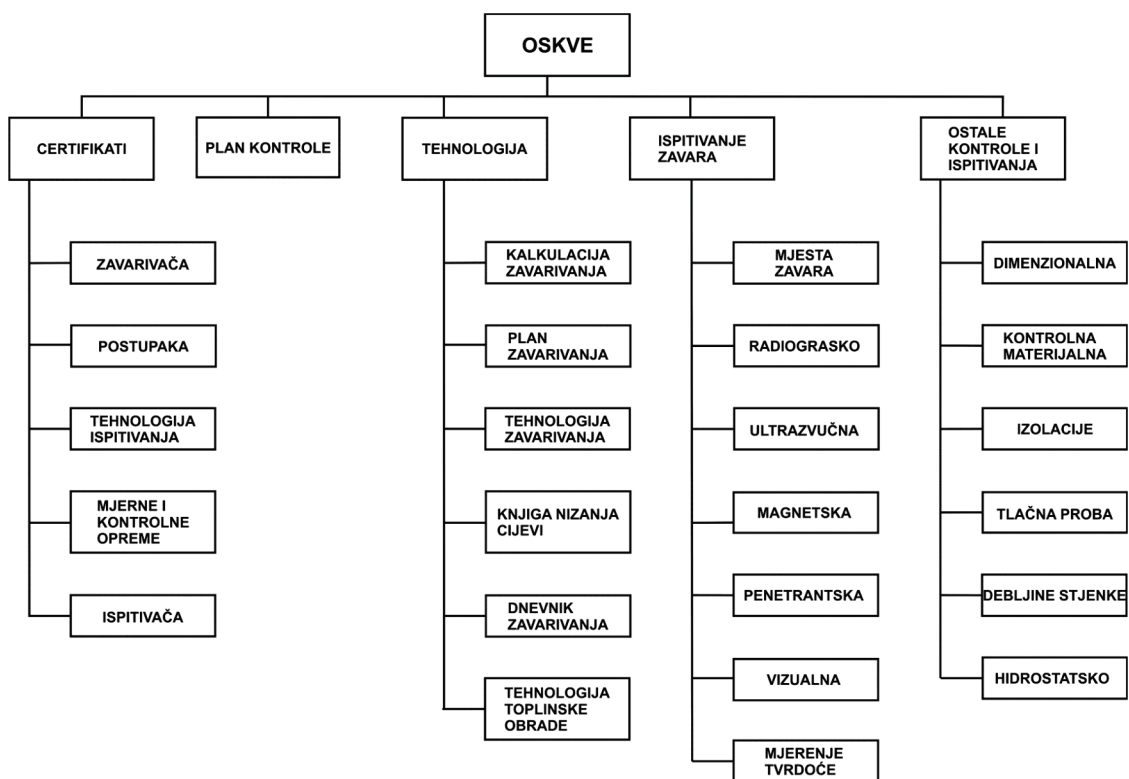 OSKVE
CERTIFIKATI
PLAN KONTROLE
TEHNOLOGIJA
ISPITIVANJE
ZAVARA
OSTALE
KONTROLE I
ISPITIVANJA
ZAVARIVAČA
POSTUPAKA
TEHNOLOGIJA
ISPITIVANJA
MJERNE I
KONTROLNE
OPREME
ISPITIVAČA
KALKULACIJA
ZAVARIVANJA
PLAN
ZAVARIVANJA
TEHNOLOGIJA
ZAVARIVANJA
KNJIGA NIZANJA
CIJEVI
DNEVNIK
ZAVARIVANJA
TEHNOLOGIJA
TOPLINSKE
OBRADE
MJESTA
ZAVARA
RADIOGRASKO
ULTRAZVUČNA
MAGNETSKA
PENETRANTSKA
VIZUALNA
MJERENJE
TVRDOĆE
DIMENZIONALNA
KONTROLNA
MATERIJALNA
IZOLACIJE
TLAČNA PROBA
DEBLJINE STJENKE
HIDROSTATSKO